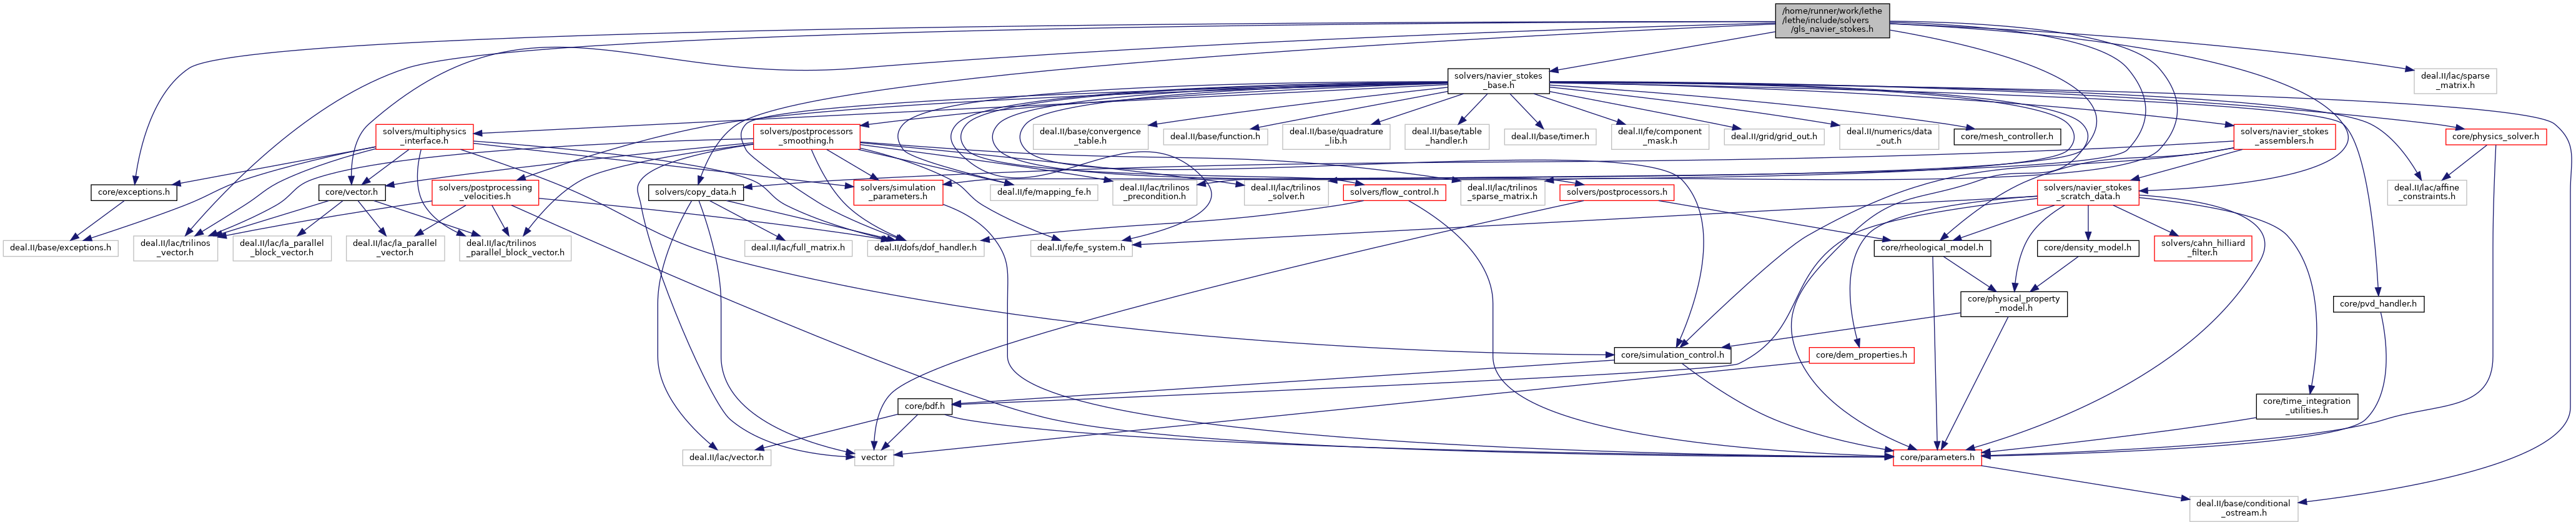 /home/runner/work/lethe
/lethe/include/solvers
/gls_navier_stokes.h
solvers/navier_stokes
_base.h
deal.II/lac/sparse
_matrix.h
solvers/multiphysics
_interface.h
solvers/postprocessors
_smoothing.h
deal.II/base/convergence
_table.h
deal.II/base/function.h
deal.II/base/quadrature
_lib.h
deal.II/base/table
_handler.h
deal.II/base/timer.h
deal.II/fe/component
_mask.h
deal.II/grid/grid_out.h
deal.II/numerics/data
_out.h
core/mesh_controller.h
solvers/navier_stokes
_assemblers.h
core/physics_solver.h
core/exceptions.h
core/vector.h
solvers/postprocessing
_velocities.h
solvers/copy_data.h
solvers/simulation
_parameters.h
deal.II/fe/mapping_fe.h
deal.II/lac/trilinos
_precondition.h
deal.II/lac/trilinos
_solver.h
solvers/flow_control.h
deal.II/lac/trilinos
_sparse_matrix.h
solvers/postprocessors.h
solvers/navier_stokes
_scratch_data.h
deal.II/lac/affine
_constraints.h
deal.II/base/exceptions.h
deal.II/lac/trilinos
_vector.h
deal.II/lac/la_parallel
_block_vector.h
deal.II/lac/la_parallel
_vector.h
deal.II/lac/trilinos
_parallel_block_vector.h
deal.II/lac/full_matrix.h
deal.II/dofs/dof_handler.h
deal.II/fe/fe_system.h
core/rheological_model.h
core/density_model.h
solvers/cahn_hilliard
_filter.h
core/physical_property
_model.h
core/pvd_handler.h
core/simulation_control.h
core/dem_properties.h
core/bdf.h
core/time_integration
_utilities.h
deal.II/lac/vector.h
vector
core/parameters.h
deal.II/base/conditional
_ostream.h